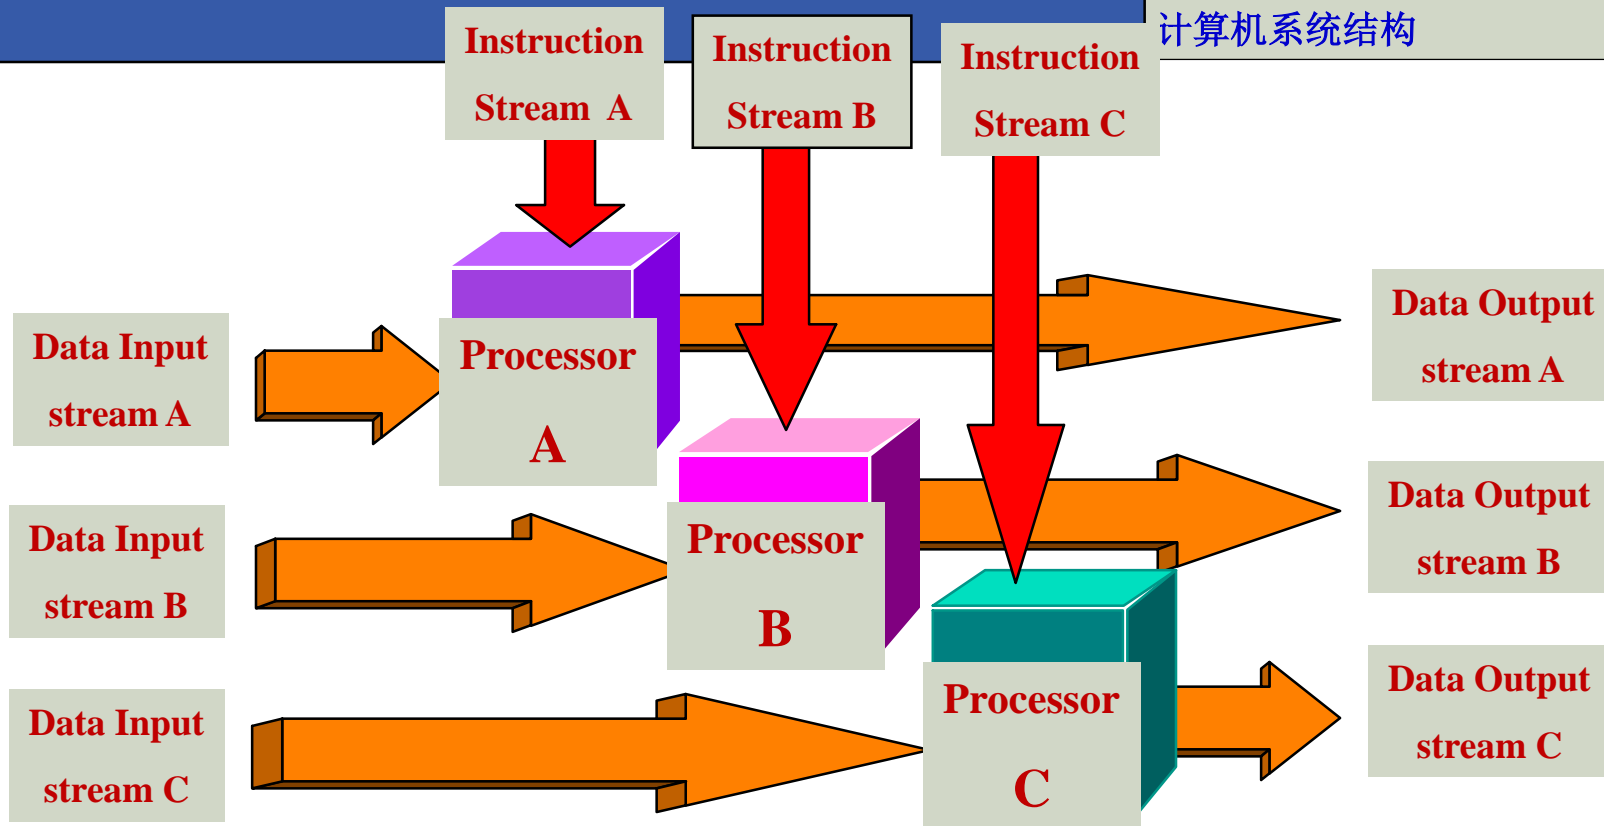 计算机系统结构
Instruction
Stream A
Instruction
Stream B
Instruction
Stream C
Data Input
stream A
Processor
A
Data Output
stream A
Data Input
stream B
Processor
B
Data Output
stream B
Data Input
stream C
Processor
C
Data Output
stream C